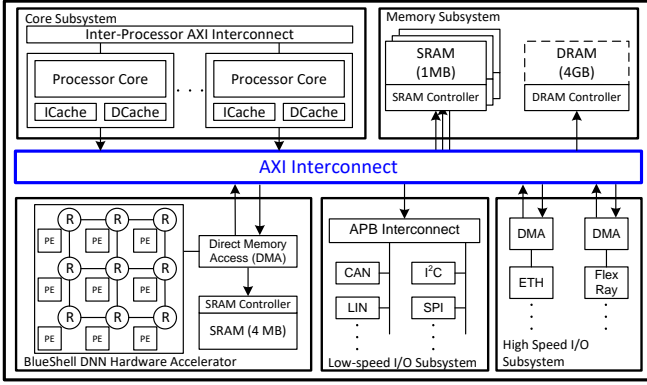 Core Subsystem
Inter-Processor AXI Interconnect
Processor Core
ICache
DCache
. . .
Processor Core
ICache
DCache
Memory Subsystem
SRAM
(1MB)
SRAM Controller
DRAM
(4GB)
DRAM Controller
AXI Interconnect
R
R
R
PE
PE
PE
R
R
R
PE
PE
PE
R
R
R
PE
PE
PE
Direct Memory
Access (DMA)
SRAM Controller
SRAM (4 MB)
BlueShell DNN Hardware Accelerator
APB Interconnect
CAN
I²C
LIN
SPI
Low-speed I/O Subsystem
DMA
DMA
ETH
Flex
Ray
High Speed I/O
Subsystem